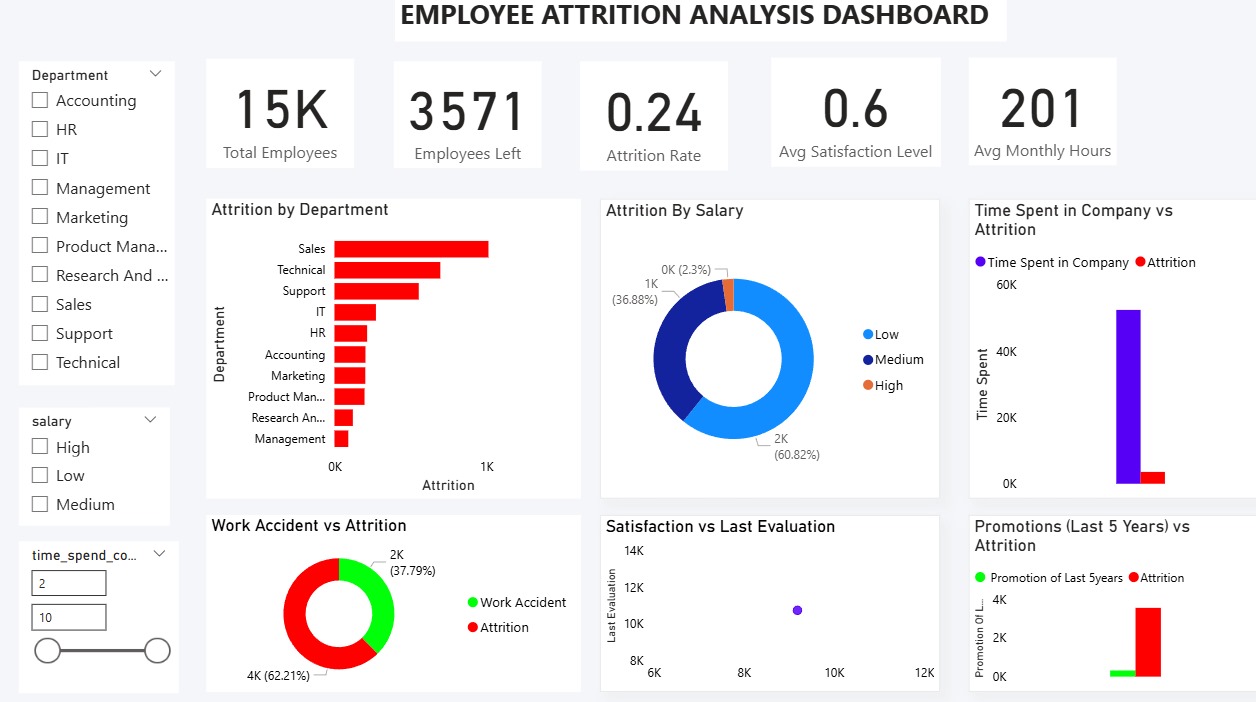 EMPLOYEE ATTRITION ANALYSIS DASHBOARD
Department
Accounting
HR
IT
Management
Marketing
Product Mana...
Research And ...
Sales
Support
Technical
salary
High
Low
Medium
time_spend_co...
2
10
15K
Total Employees
3571
Employees Left
0.24
Attrition Rate
0.6
Avg Satisfaction Level
201
Avg Monthly Hours
Attrition by Department
Department
Sales
Technical
Support
IT
HR
Accounting
Marketing
Product Man...
Research An...
Management
0K 1K
Attrition
Attrition By Salary
0K (2.3%)
1K
(36.88%)
2K
(60.82%)
Low
Medium
High
Time Spent in Company vs
Attrition
Time Spent in Company Attrition
Time Spent
60K
40K
20K
0K
Work Accident vs Attrition
2K
(37.79%)
4K (62.21%)
Work Accident
Attrition
Satisfaction vs Last Evaluation
Last Evaluation
14K
12K
10K
8K
6K 8K 10K 12K
Promotions (Last 5 Years) vs
Attrition
Promotion of Last 5years Attrition
Promotion Of L...
4K
2K
0K